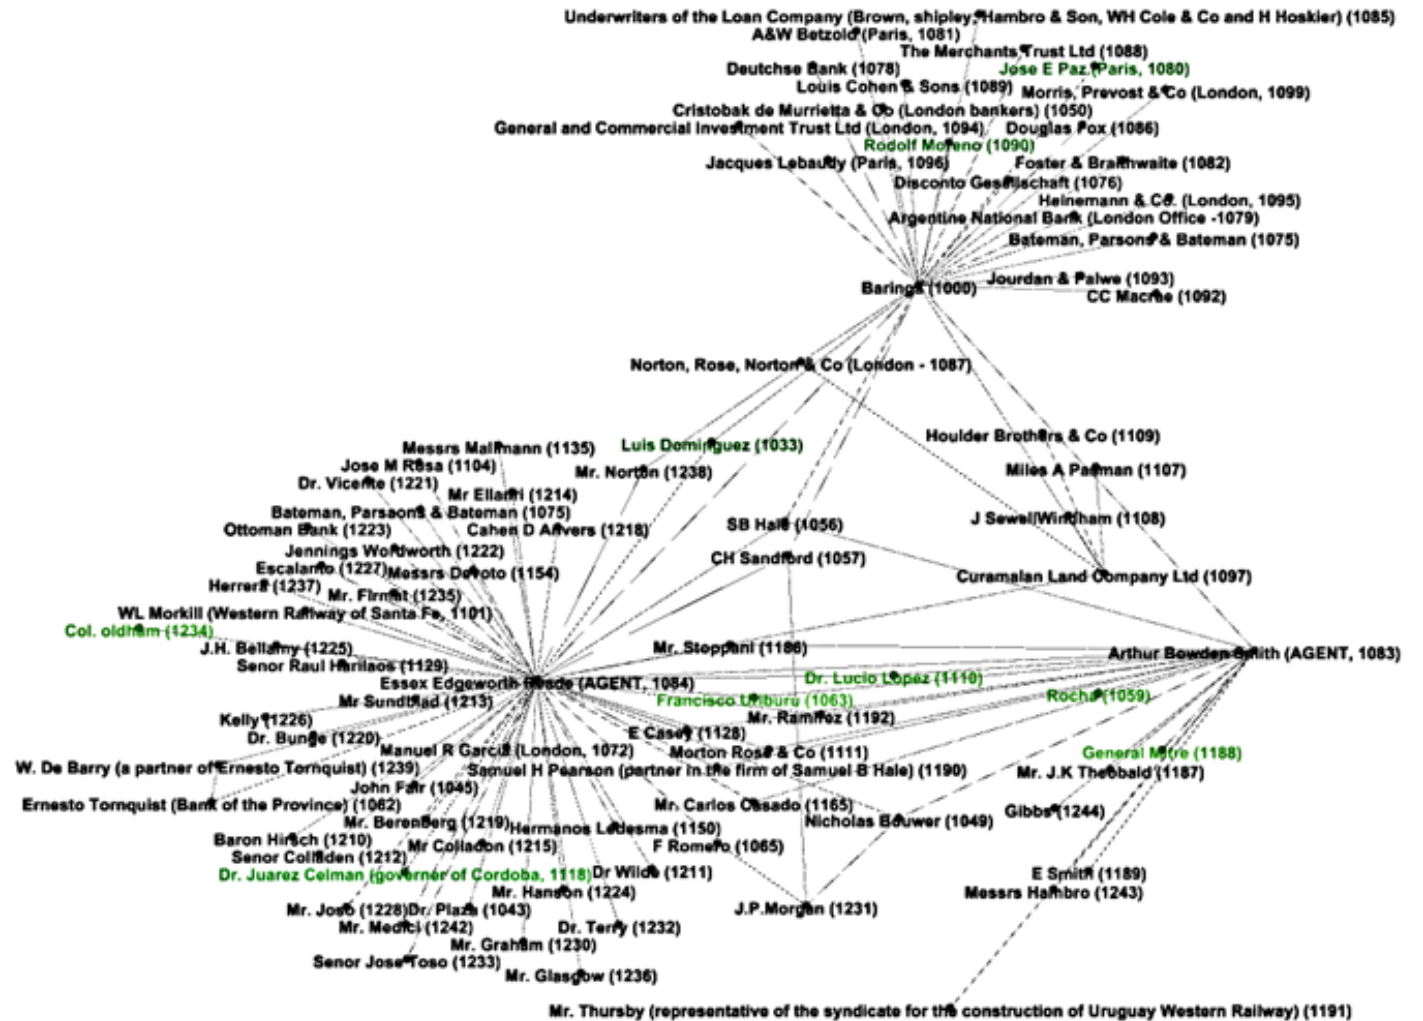 Underwriters of the Loan Company (Brown, shipley, Hambro & Son, WH Cole & Co and H Hoskier) (1085)
A&W Betzold (Paris, 1081)
The Merchants Trust Ltd (1088)
Deutchse Bank (1078)
Jose E Paz (Paris, 1080)
Louis Cohen & Sons (1089)
Morris, Prevost & Co (London, 1099)
Cristobak de Murrietta & Co (London bankers) (1050)
General and Commercial Investment Trust Ltd (London, 1094)
Douglas Fox (1086)
Rodolf Moreno (1090)
Jacques Lebaudy (Paris, 1096)
Foster & Braithwaite (1082)
Disconto Gesellschaft (1076)
Heinemann & Co. (London, 1095)
Argentine National Bank (London Office -1079)
Bateman, Parsons & Bateman (1075)
Jourdan & Palwe (1093)
Barings (1000)
CC Macrae (1092)
Norton, Rose, Norton & Co (London - 1087)
Houlder Brothers & Co (1109)
Luis Dominguez (1033)
Messrs Mallmann (1135)
Jose M Rosa (1104)
Mr. Norton (1238)
Miles A Pasman (1107)
Dr. Vicente (1221)
Mr Ellanri (1214)
Bateman, Parsaons & Bateman (1075)
J Sewell Windham (1108)
Ottoman Bank (1223)
Cahen D Anvers (1218)
SB Hale (1056)
Jennings Wordworth (1222)
CH Sandford (1057)
Escalanto (1227)
Messrs Devoto (1154)
Curamalan Land Company Ltd (1097)
Herrera (1237)
Mr. Firmat (1235)
WL Morkill (Western Railway of Santa Fe, 1101)
Col. oldham (1234)
J.H. Bellamy (1225)
Mr. Stoppani (1186)
Arthur Bowden Smith (AGENT, 1083)
Senor Raul Harilaos (1129)
Essex Edgeworth Reade (AGENT, 1084)
Dr. Lucio Lopez (1110)
Mr Sundblad (1213)
Francisco Uriburu (1063)
Rocha (1059)
Kelly (1226)
Mr. Ramirez (1192)
Dr. Bunge (1220)
E Casey (1128)
Manuel R Garcia (London, 1072)
Morton Rose & Co (1111)
General Mitre (1188)
W. De Barry (a partner of Ernesto Tornquist) (1239)
Samuel H Pearson (partner in the firm of Samuel B Hale) (1190)
Mr. J.K Theobald (1187)
John Fair (1045)
Ernesto Tornquist (Bank of the Province) (1062)
Mr. Carlos Casado (1165)
Gibbs (1244)
Mr. Berenberg (1219)
Hermanos Ledesma (1150)
Nicholas Bouwer (1049)
Baron Hirsch (1210)
Mr Colladon (1215)
F Romero (1065)
Senor Colladen (1212)
Dr. Juarez Celman (governer of Cordoba, 1118)
Dr Wilde (1211)
E Smith (1189)
Mr. Hanson (1224)
Messrs Hambro (1243)
Mr. Joso (1228)
Dr. Plaza (1043)
J.P.Morgan (1231)
Mr. Medici (1242)
Dr. Terry (1232)
Mr. Graham (1230)
Senor Jose Toso (1233)
Mr. Glasgow (1236)
Mr. Thursby (representative of the syndicate for the construction of Uruguay Western Railway) (1191)